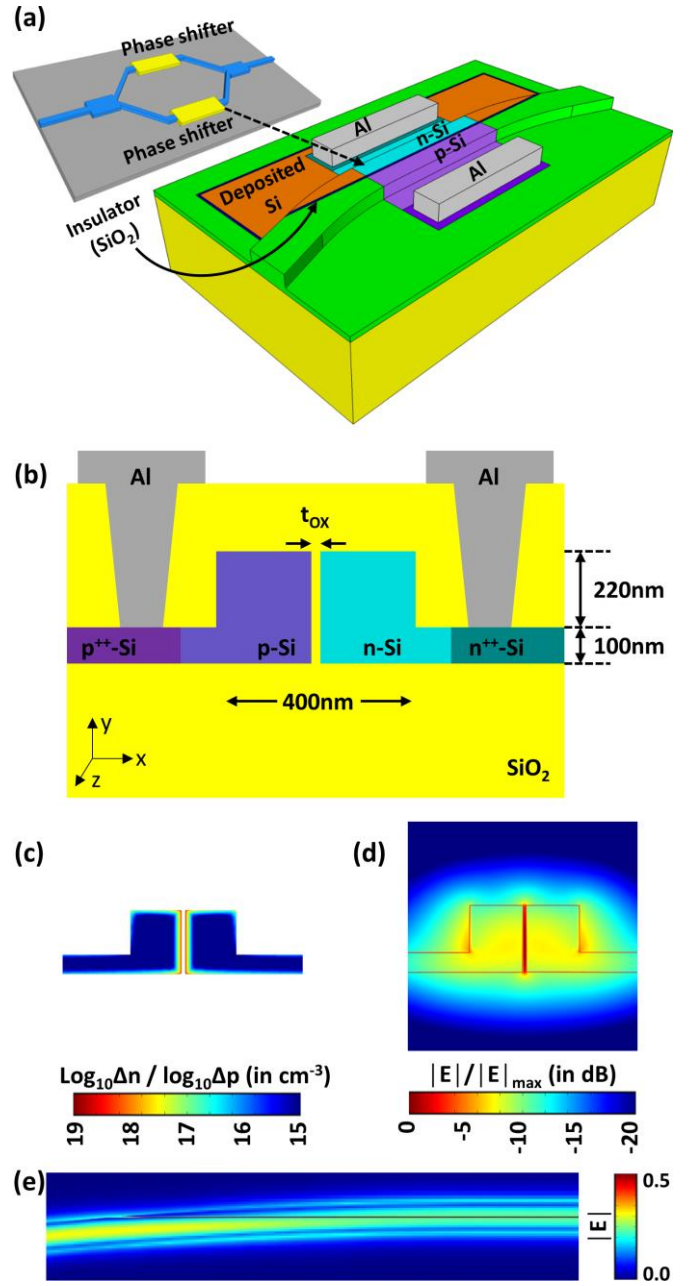 (a)
Phase shifter
Phase shifter
Al
n-Si
p-Si
Al
Deposited
Si
Insulator
(SiO₂)
(b)
Al
Al
tOX
220nm
p⁺⁺-Si
p-Si
n-Si
n⁺⁺-Si
100nm
400nm
y
x
z
SiO₂
(c)
(d)
Log₁₀Δn / log₁₀Δp (in cm⁻³)
19 18 17 16 15
|E|/|E|max (in dB)
0 -5 -10 -15 -20
(e)
|E|
0.5
0.0